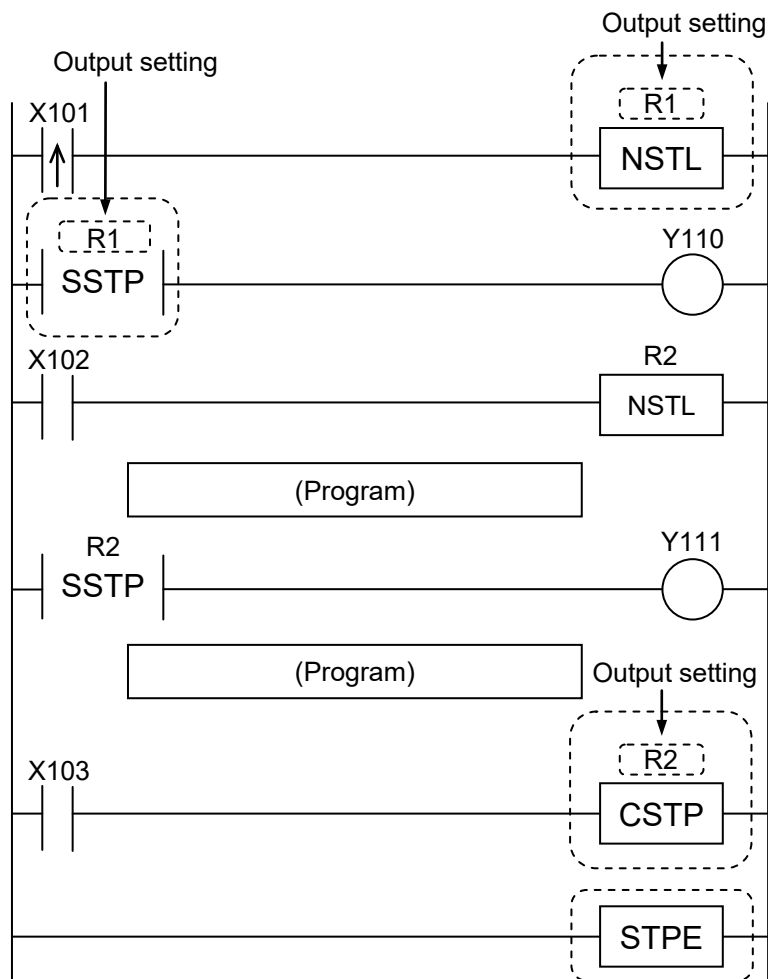 Output setting
Output setting
X101
R1
NSTL
R1
SSTP
Y110
X102
R2
NSTL
(Program)
R2
SSTP
Y111
(Program)
Output setting
X103
R2
CSTP
STPE